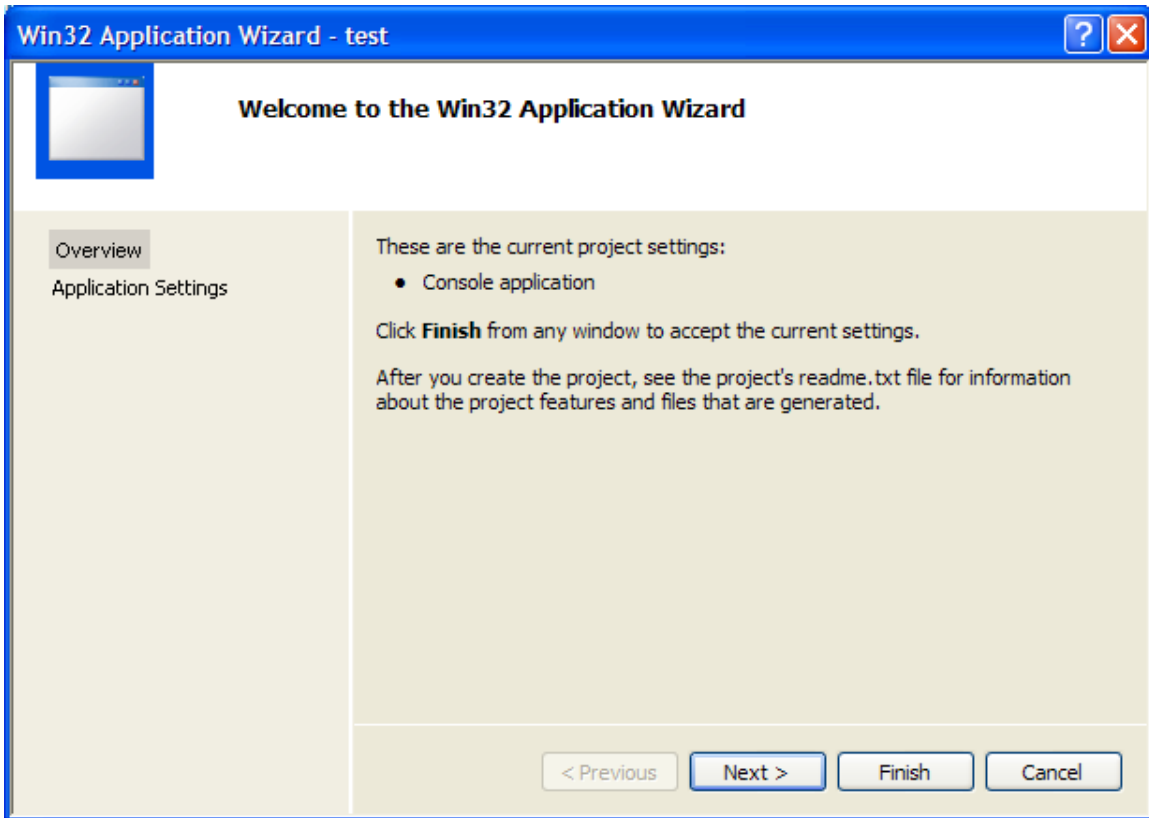 Win32 Application Wizard - test
Welcome to the Win32 Application Wizard
Overview
Application Settings
These are the current project settings:
● Console application
Click Finish from any window to accept the current settings.
After you create the project, see the project's readme.txt file for information
about the project features and files that are generated.
< Previous
Next >
Finish
Cancel